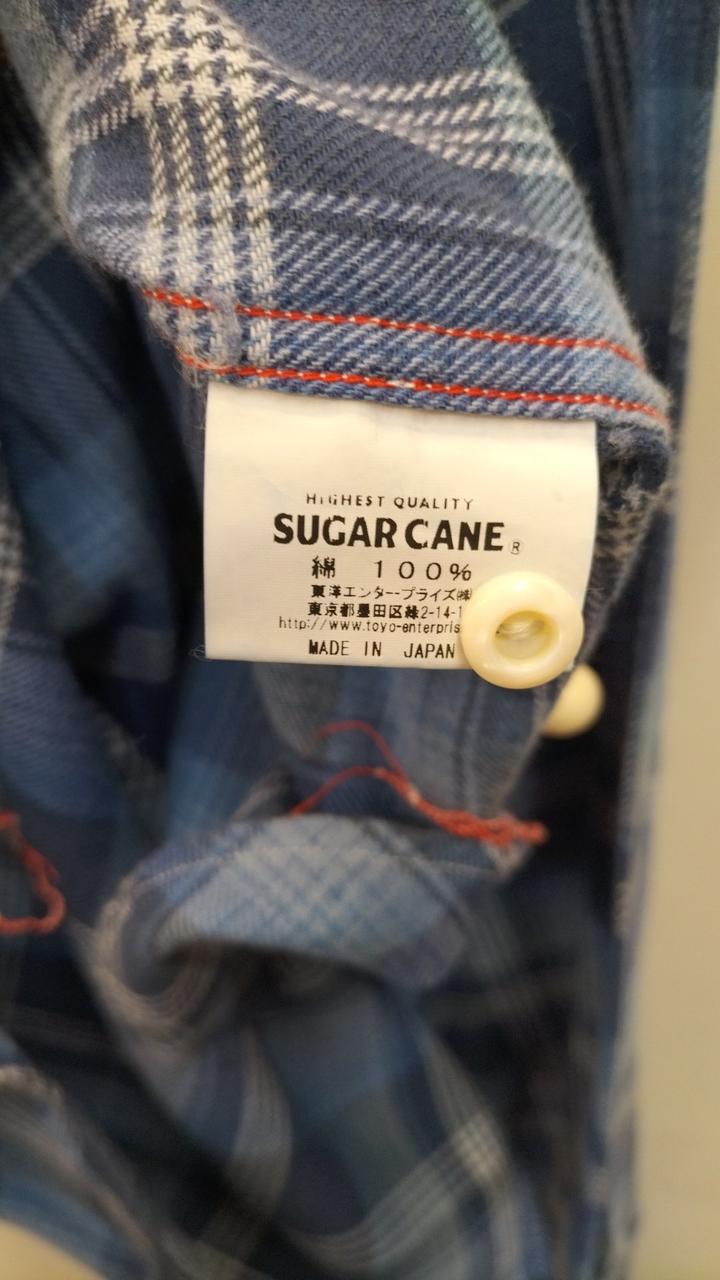 HIGHEST QUALITY
SUGAR CANE ®
綿 100%
東洋エンタープライズ㈱
東京都墨田区緑2-14-1
http://www.toyo-enterpris
MADE IN JAPAN